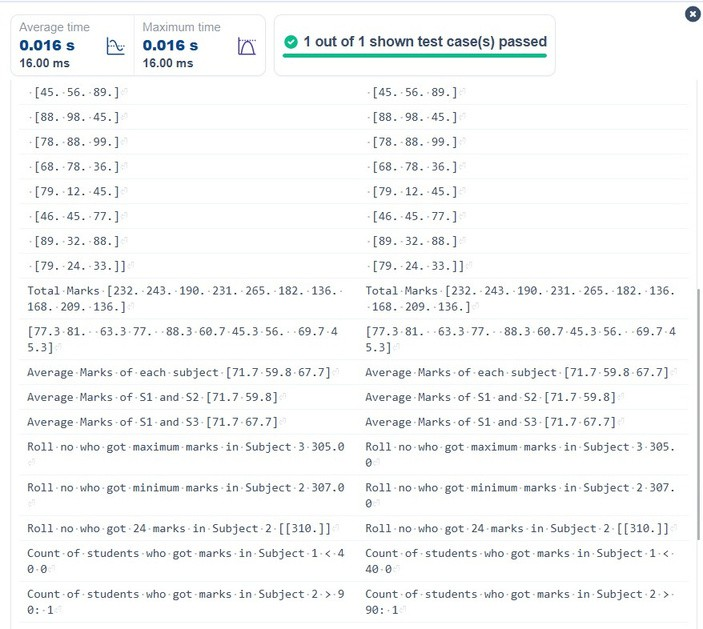 Average time
0.016 s
16.00 ms
Maximum time
0.016 s
16.00 ms
1 out of 1 shown test case(s) passed
·[45.·56.·89.]
·[88.·98.·45.]
·[78.·88.·99.]
·[68.·78.·36.]
·[79.·12.·45.]
·[46.·45.·77.]
·[89.·32.·88.]
·[79.·24.·33.]]
Total·Marks·[232.·243.·190.·231.·265.·182.·136.·
168.·209.·136.]
[77.3·81.··63.3·77.··88.3·60.7·45.3·56.··69.7·4
5.3]
Average·Marks·of·each·subject·[71.7·59.8·67.7]
Average·Marks·of·S1·and·S2·[71.7·59.8]
Average·Marks·of·S1·and·S3·[71.7·67.7]
Roll·no·who·got·maximum·marks·in·Subject·3·305.0
Roll·no·who·got·minimum·marks·in·Subject·2·307.0
Roll·no·who·got·24·marks·in·Subject·2·[[310.]]
Count·of·students·who·got·marks·in·Subject·1·<·4
0·0
Count·of·students·who·got·marks·in·Subject·2·>·9
0:·1
·[45.·56.·89.]
·[88.·98.·45.]
·[78.·88.·99.]
·[68.·78.·36.]
·[79.·12.·45.]
·[46.·45.·77.]
·[89.·32.·88.]
·[79.·24.·33.]]
Total·Marks·[232.·243.·190.·231.·265.·182.·136.
·168.·209.·136.]
[77.3·81.··63.3·77.··88.3·60.7·45.3·56.··69.7·4
5.3]
Average·Marks·of·each·subject·[71.7·59.8·67.7]
Average·Marks·of·S1·and·S2·[71.7·59.8]
Average·Marks·of·S1·and·S3·[71.7·67.7]
Roll·no·who·got·maximum·marks·in·Subject·3·305.
0
Roll·no·who·got·minimum·marks·in·Subject·2·307.
0
Roll·no·who·got·24·marks·in·Subject·2·[[310.]]
Count·of·students·who·got·marks·in·Subject·1·<·
40·0
Count·of·students·who·got·marks·in·Subject·2·>·
90:·1